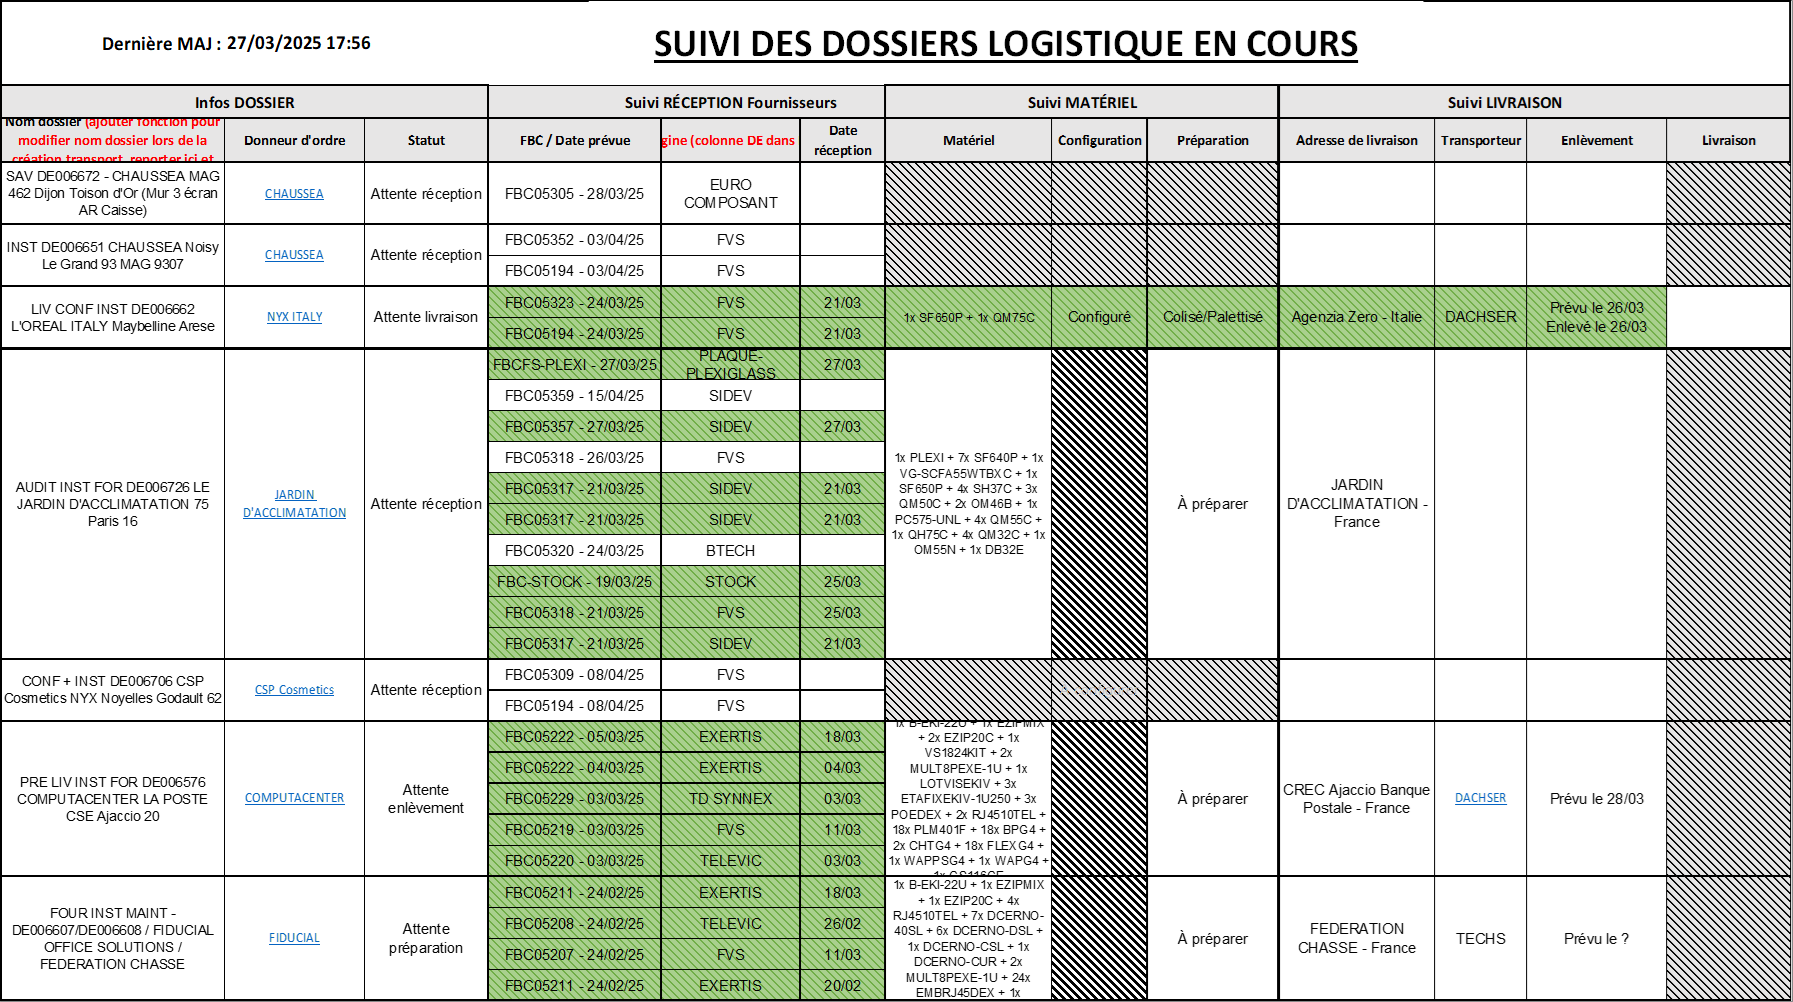 Dernière MAJ : 27/03/2025 17:56
SUIVI DES DOSSIERS LOGISTIQUE EN COURS
Infos DOSSIER
Suivi RÉCEPTION Fournisseurs
Suivi MATÉRIEL
Suivi LIVRAISON
Nom dossier (ajouter fonction pour
modifier nom dossier lors de la
création transport, reporter ici et
Donneur d'ordre
Statut
FBC / Date prévue
gine (colonne DE dans
Date
réception
Matériel
Configuration
Préparation
Adresse de livraison
Transporteur
Enlèvement
Livraison
SAV DE006672 - CHAUSSEA MAG
462 Dijon Toison d'Or (Mur 3 écran
AR Caisse)
CHAUSSEA
Attente réception
FBC05305 - 28/03/25
EURO
COMPOSANT
INST DE006651 CHAUSSEA Noisy
Le Grand 93 MAG 9307
CHAUSSEA
Attente réception
FBC05352 - 03/04/25
FVS
FBC05194 - 03/04/25
FVS
LIV CONF INST DE006662
L'OREAL ITALY Maybelline Arese
NYX ITALY
Attente livraison
FBC05323 - 24/03/25
FVS
21/03
FBC05194 - 24/03/25
FVS
21/03
1x SF650P + 1x QM75C
Configuré
Colisé/Palettisé
Agenzia Zero - Italie
DACHSER
Prévu le 26/03
Enlevé le 26/03
AUDIT INST FOR DE006726 LE
JARDIN D'ACCLIMATATION 75
Paris 16
JARDIN
D'ACCLIMATATION
Attente réception
FBCFS-PLEXI - 27/03/25
PLAQUE-
PLEXIGLASS
27/03
FBC05359 - 15/04/25
SIDEV
FBC05357 - 27/03/25
SIDEV
27/03
FBC05318 - 26/03/25
FVS
FBC05317 - 21/03/25
SIDEV
21/03
FBC05317 - 21/03/25
SIDEV
21/03
FBC05320 - 24/03/25
BTECH
FBC-STOCK - 19/03/25
STOCK
25/03
FBC05318 - 21/03/25
FVS
25/03
FBC05317 - 21/03/25
SIDEV
21/03
1x PLEXI + 7x SF640P + 1x
VG-SCFA55WTBXC + 1x
SF650P + 4x SH37C + 3x
QM50C + 2x OM46B + 1x
PC575-UNL + 4x QM55C +
1x QH75C + 4x QM32C + 1x
OM55N + 1x DB32E
À préparer
JARDIN
D'ACCLIMATATION -
France
CONF + INST DE006706 CSP
Cosmetics NYX Noyelles Godault 62
CSP Cosmetics
Attente réception
FBC05309 - 08/04/25
FVS
FBC05194 - 08/04/25
FVS
PRE LIV INST FOR DE006576
COMPUTACENTER LA POSTE
CSE Ajaccio 20
COMPUTACENTER
Attente
enlèvement
FBC05222 - 05/03/25
EXERTIS
18/03
FBC05222 - 04/03/25
EXERTIS
04/03
FBC05229 - 03/03/25
TD SYNNEX
03/03
FBC05219 - 03/03/25
FVS
11/03
FBC05220 - 03/03/25
TELEVIC
03/03
1x B-EKI-22U + 1x EZIPMIX
+ 2x EZIP20C + 1x
VS1824KIT + 2x
MULT8PEXE-1U + 1x
LOTVISEKIV + 3x
ETAFIXEKIV-1U250 + 3x
POEDEX + 2x RJ4510TEL +
18x PLM401F + 18x BPG4 +
2x CHTG4 + 18x FLEXG4 +
1x WAPPSG4 + 1x WAPG4 +
À préparer
CREC Ajaccio Banque
Postale - France
DACHSER
Prévu le 28/03
FOUR INST MAINT -
DE006607/DE006608 / FIDUCIAL
OFFICE SOLUTIONS /
FEDERATION CHASSE
FIDUCIAL
Attente
préparation
FBC05211 - 24/02/25
EXERTIS
18/03
FBC05208 - 24/02/25
TELEVIC
26/02
FBC05207 - 24/02/25
FVS
11/03
FBC05211 - 24/02/25
EXERTIS
20/02
1x B-EKI-22U + 1x EZIPMIX
+ 1x EZIP20C + 4x
RJ4510TEL + 7x DCERNO-
40SL + 6x DCERNO-DSL +
1x DCERNO-CSL + 1x
DCERNO-CUR + 2x
MULT8PEXE-1U + 24x
EMBRJ45DEX + 1x
À préparer
FEDERATION
CHASSE - France
TECHS
Prévu le ?